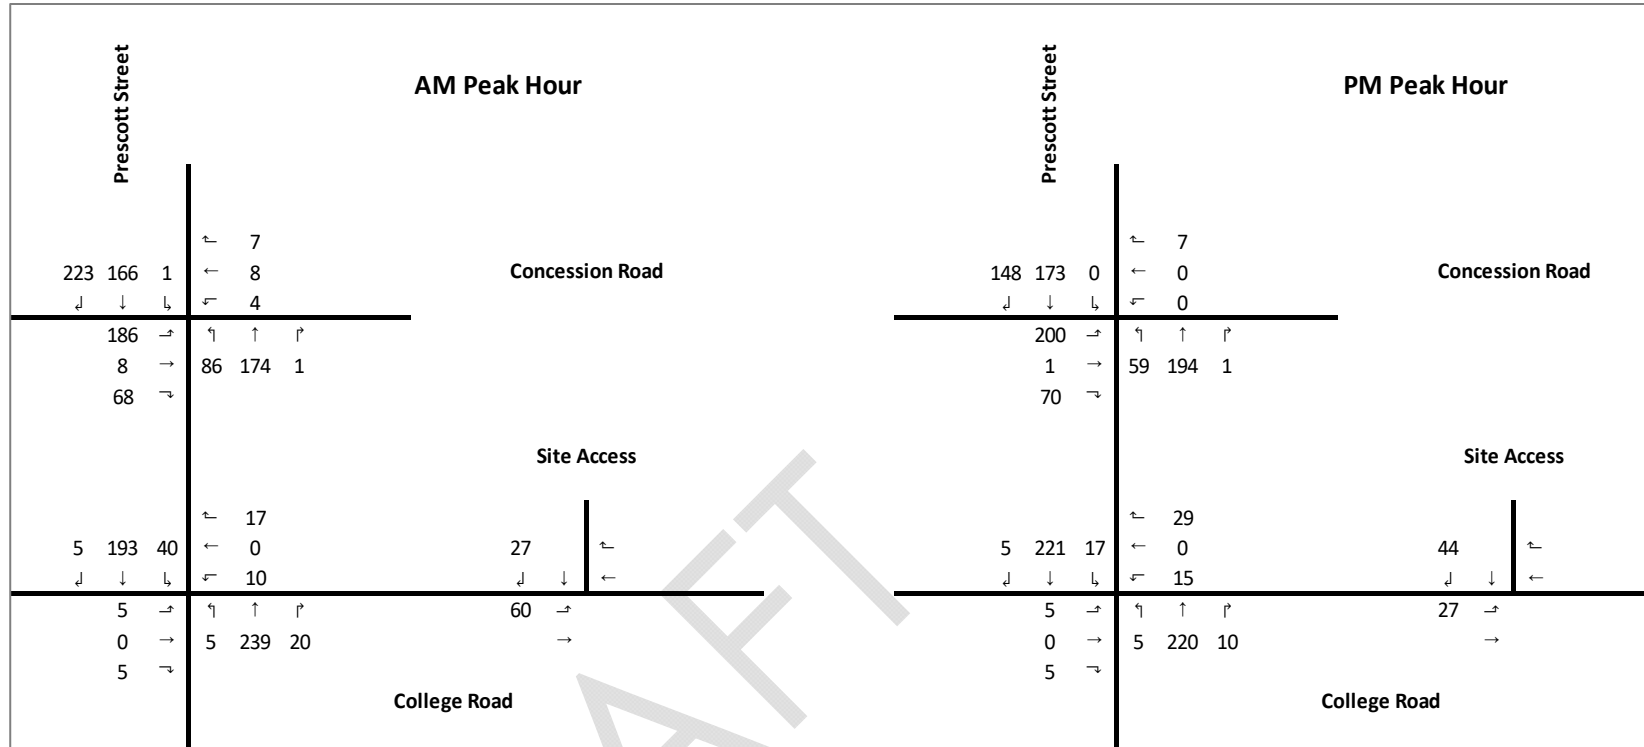 Prescott Street AM Peak Hour Prescott Street PM Peak Hour
↰ 7 ↰ 7
223 166 1 ← 8 Concession Road 148 173 0 ← 0 Concession Road
↲ ↓ ↳ ↲ 4 ↲ ↓ ↳ ↲ 0
186 ⬏ ↰ ↑ ↱ 200 ⬏ ↰ ↑ ↱
8 → 86 174 1 1 → 59 194 1
68 ⬎ 70 ⬎
Site Access Site Access
↰ 17 ↰ 29
5 193 40 ← 0 27 ↰ 5 221 17 ← 0 44 ↰
↲ ↓ ↳ ↲ 10 ↲ ↓ ← ↲ ↓ ↳ ↲ 15 ↲ ↓ ←
5 ⬏ ↰ ↑ ↱ 60 ⬏ 5 ⬏ ↰ ↑ ↱ 27 ⬏
0 → 5 239 20 → 0 → 5 220 10 →
5 ⬎ 5 ⬎
College Road College Road
AFT